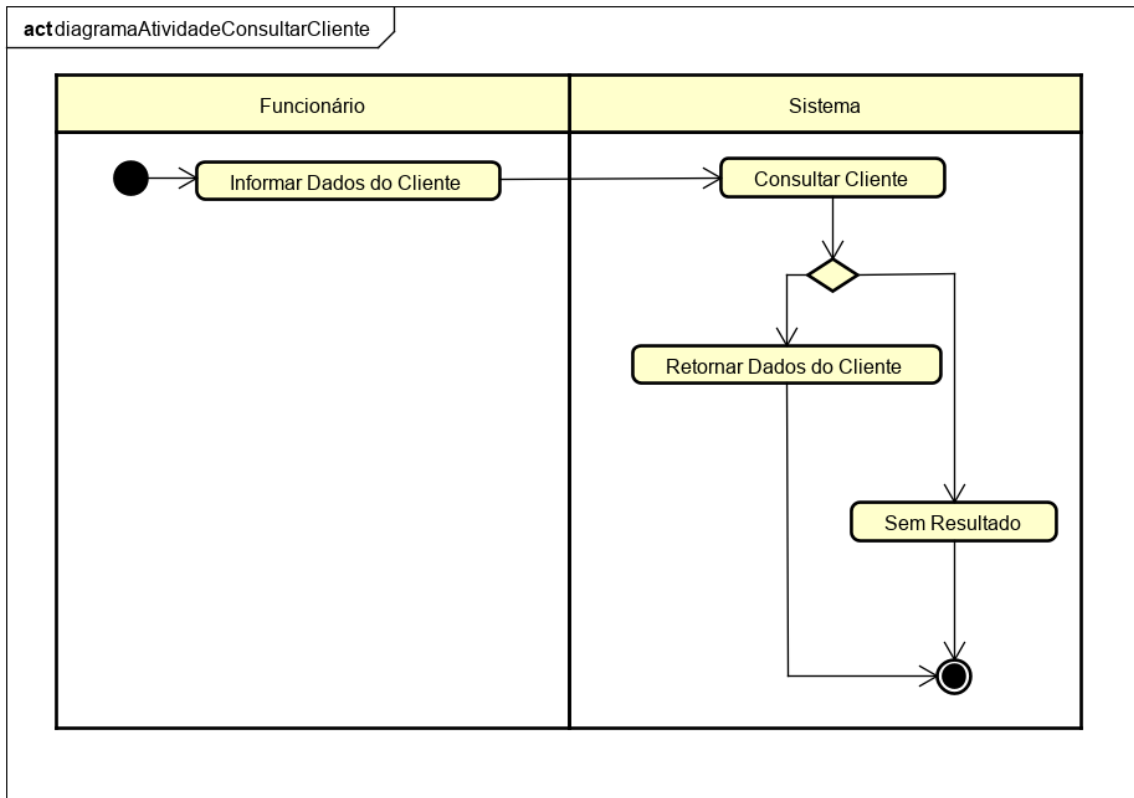 act diagramaAtividadeConsultarCliente
Funcionário
Sistema
Informar Dados do Cliente
Consultar Cliente
Retornar Dados do Cliente
Sem Resultado